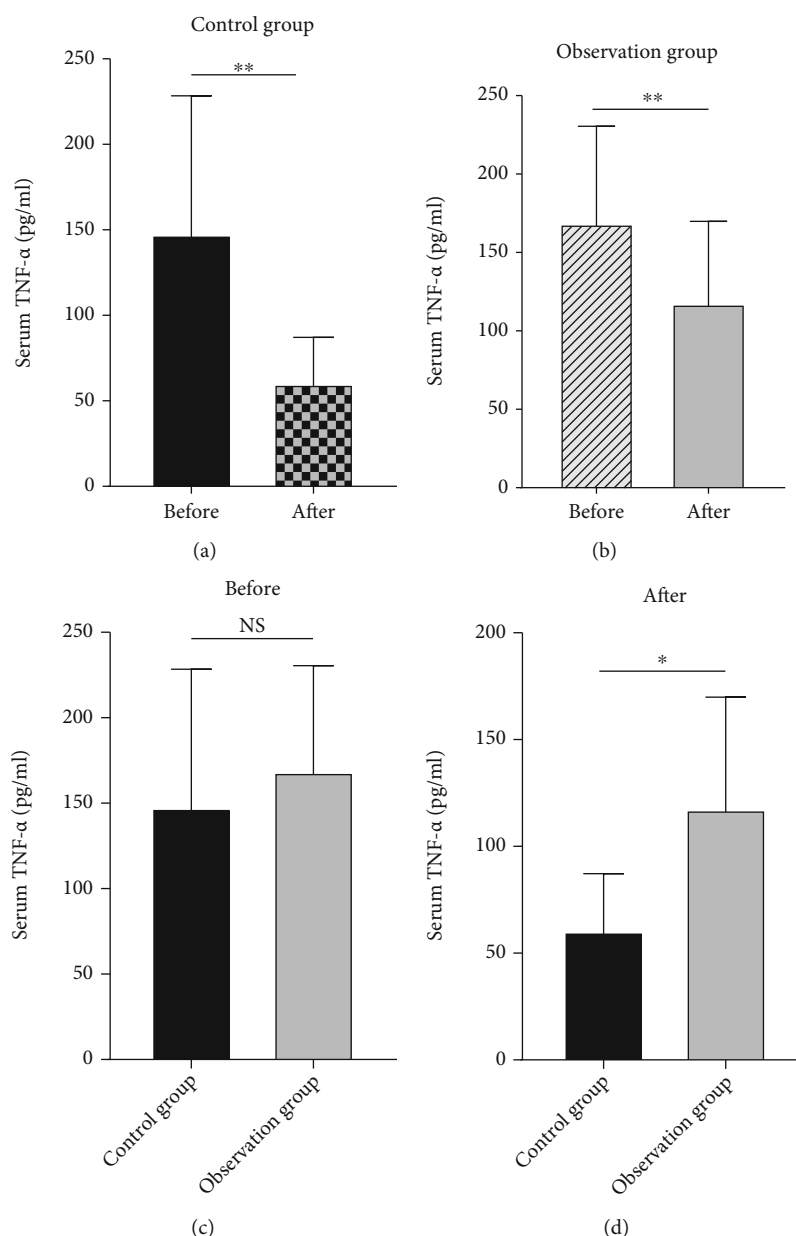 Control group
250
200
150
100
50
0
Serum TNF-α (pg/ml)
**
Before
After
(a)
Observation group
250
200
150
100
50
0
Serum TNF-α (pg/ml)
**
Before
After
(b)
Before
250
200
150
100
50
0
Serum TNF-α (pg/ml)
NS
Control group
Observation group
(c)
After
200
150
100
50
0
Serum TNF-α (pg/ml)
*
Control group
Observation group
(d)